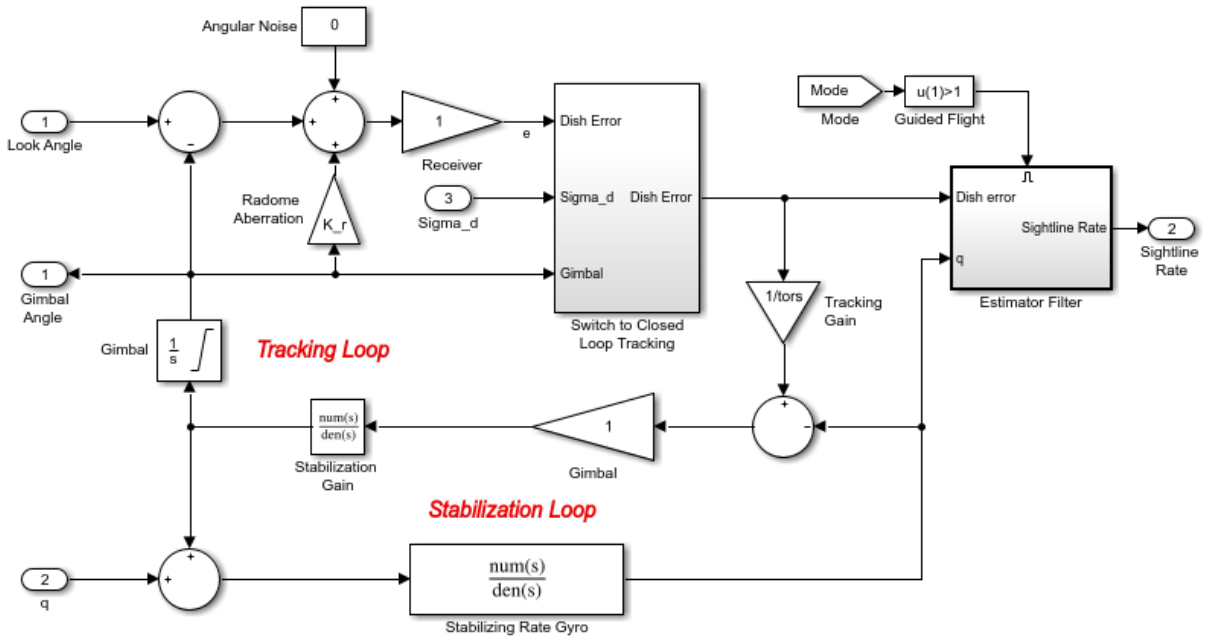 Angular Noise
0
+
+
+
1
Look Angle
+
−
1
Receiver
e
Dish Error
Mode
Mode
u(1)>1
Guided Flight
Radome
Aberration
K_r
3
Sigma_d
Sigma_d
Dish Error
Dish error
Sightline Rate
q
Estimator Filter
2
Sightline
Rate
1
Gimbal
Angle
Gimbal
Switch to Closed
Loop Tracking
1/tors
Tracking
Gain
Gimbal
1
s
Tracking Loop
num(s)
den(s)
Stabilization
Gain
1
Gimbal
+
-
Stabilization Loop
2
q
+
+
num(s)
den(s)
Stabilizing Rate Gyro